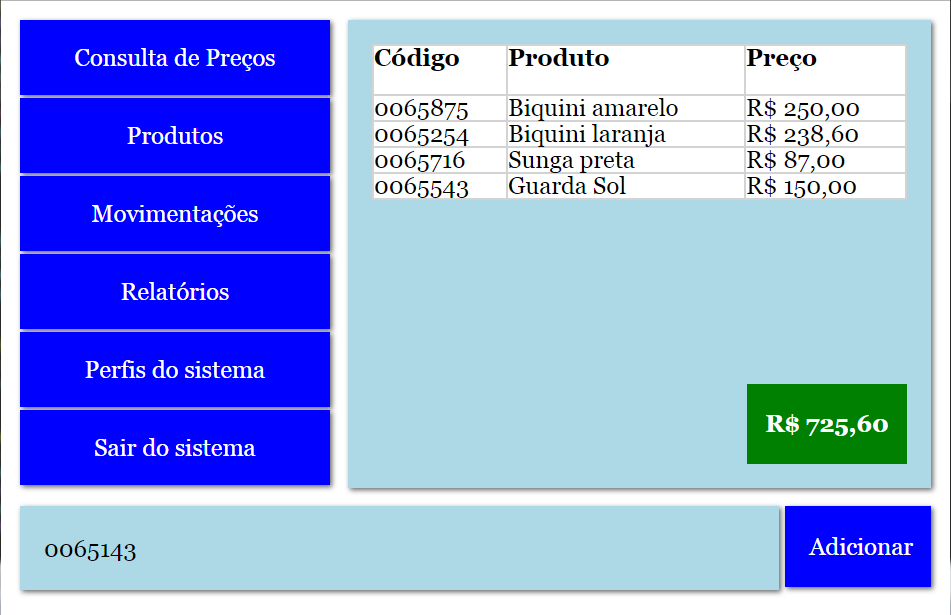 Consulta de Preços
Produtos
Movimentações
Relatórios
Perfis do sistema
Sair do sistema
Código Produto Preço
0065875 Biquini amarelo R$ 250,00
0065254 Biquini laranja R$ 238,60
0065716 Sunga preta R$ 87,00
0065543 Guarda Sol R$ 150,00
R$ 725,60
0065143
Adicionar